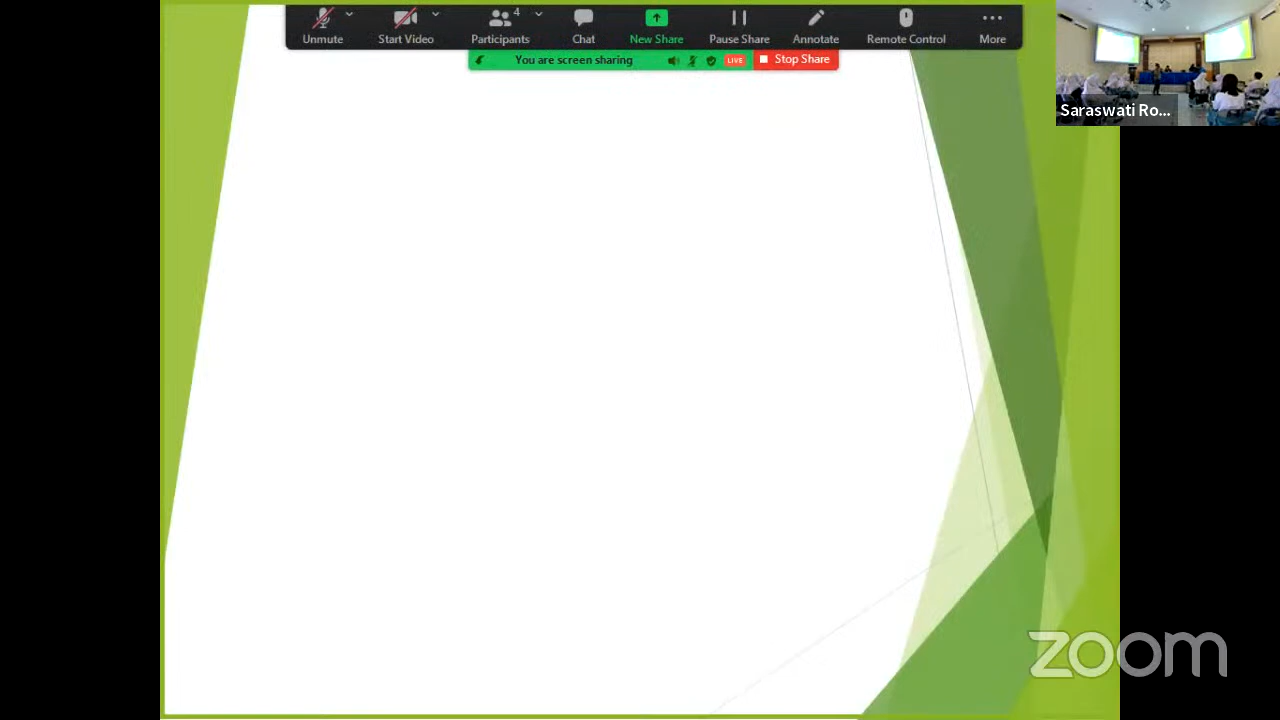 Unmute Start Video Participants 4 Chat New Share Pause Share Annotate Remote Control More
You are screen sharing LIVE Stop Share
Saraswati Ro...
zoom